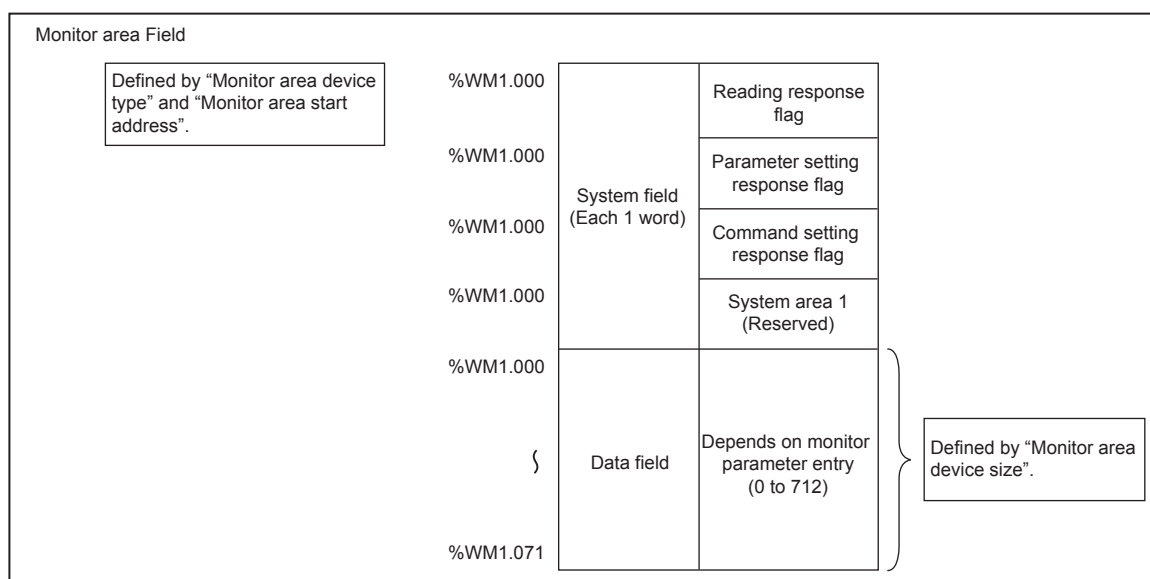 Monitor area Field
Defined by “Monitor area device
type” and “Monitor area start
address”.
%WM1.000
Reading response
flag
%WM1.000
Parameter setting
response flag
System field
(Each 1 word)
%WM1.000
Command setting
response flag
%WM1.000
System area 1
(Reserved)
%WM1.000
Data field
Depends on monitor
parameter entry
(0 to 712)
Defined by “Monitor area
device size”.
%WM1.071